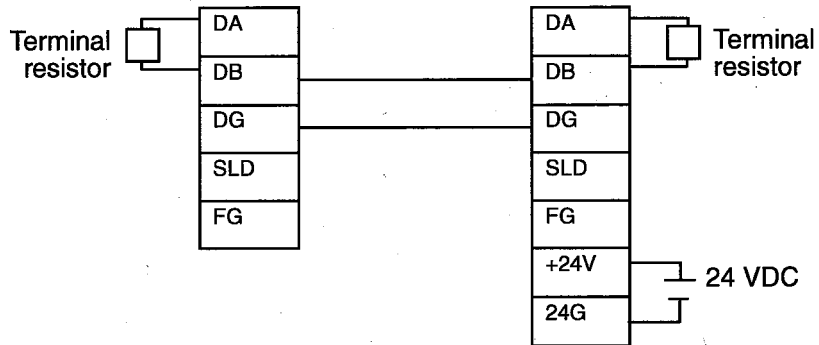 Terminal
resistor
DA
DB
DG
SLD
FG
DA
DB
DG
SLD
FG
+24V
24G
Terminal
resistor
24 VDC